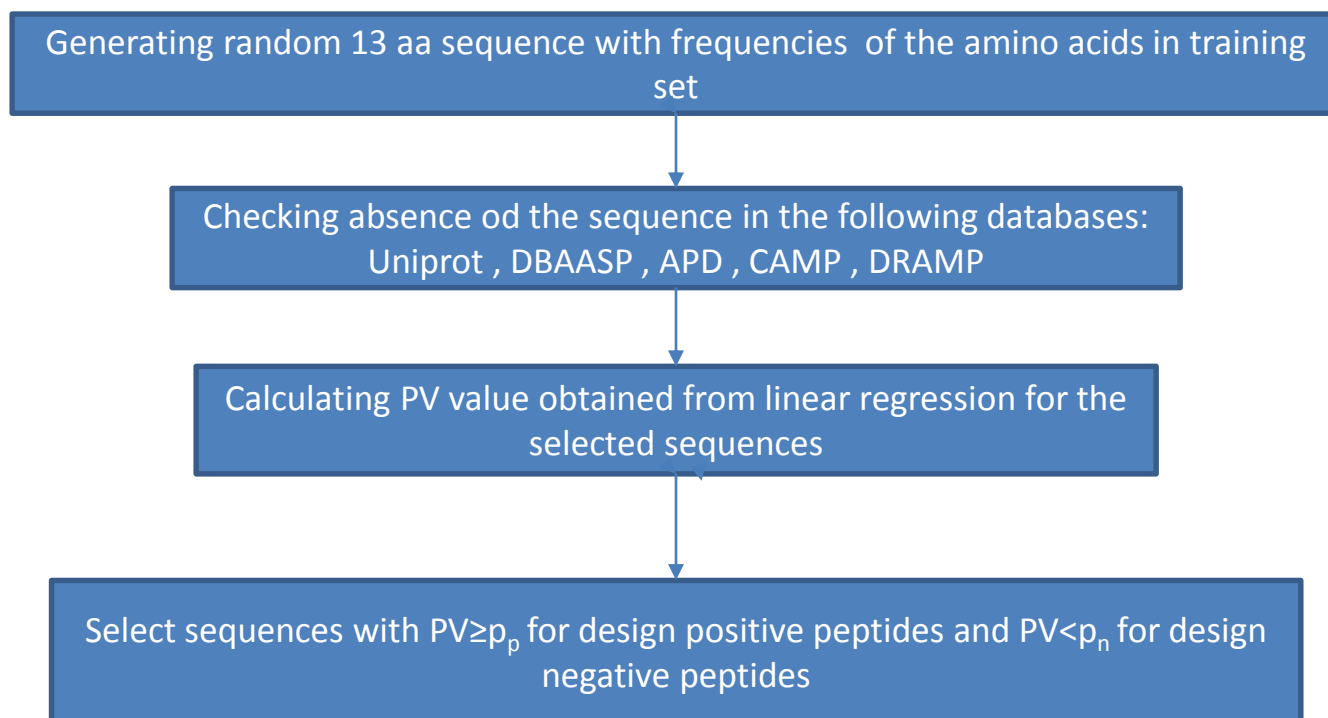 Generating random 13 aa sequence with frequencies of the amino acids in training
set
Checking absence od the sequence in the following databases:
Uniprot , DBAASP , APD , CAMP , DRAMP
Calculating PV value obtained from linear regression for the
selected sequences
Select sequences with PV≥pₚ for design positive peptides and PV<pₙ for design
negative peptides